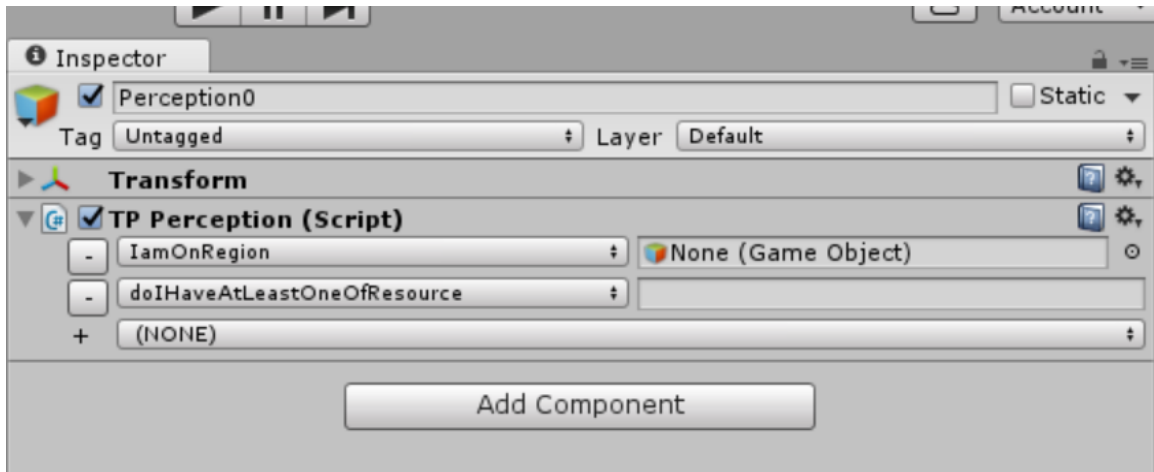 Account
Inspector
Perception0 Static
Tag Untagged Layer Default
Transform
TP Perception (Script)
- IamOnRegion None (Game Object)
- doIHaveAtLeastOneOfResource
+ (NONE)
Add Component